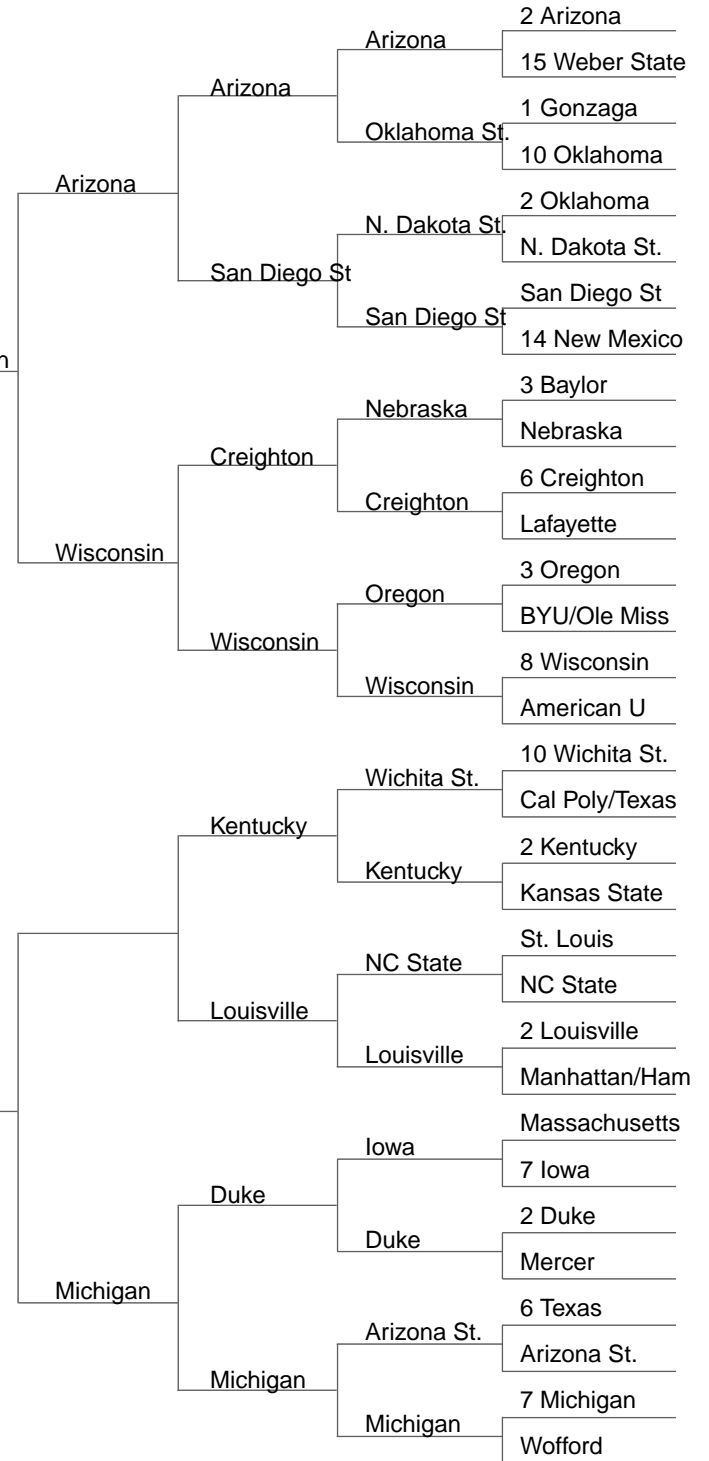 2 Arizona
Arizona
15 Weber State
Arizona
1 Gonzaga
Oklahoma St.
10 Oklahoma
Arizona
2 Oklahoma
N. Dakota St.
N. Dakota St.
San Diego St
San Diego St
San Diego St
14 New Mexico
n
3 Baylor
Nebraska
Nebraska
Creighton
6 Creighton
Creighton
Lafayette
Wisconsin
3 Oregon
Oregon
BYU/Ole Miss
Wisconsin
8 Wisconsin
Wisconsin
American U
10 Wichita St.
Wichita St.
Cal Poly/Texas
Kentucky
2 Kentucky
Kentucky
Kansas State
St. Louis
NC State
NC State
Louisville
2 Louisville
Louisville
Manhattan/Ham
Massachusetts
Iowa
7 Iowa
Duke
2 Duke
Duke
Mercer
Michigan
6 Texas
Arizona St.
Arizona St.
Michigan
7 Michigan
Michigan
Wofford